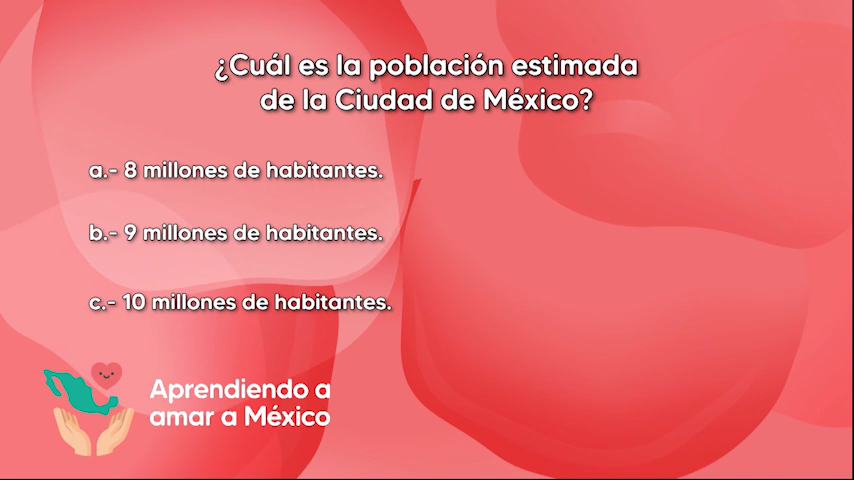 ¿Cuál es la población estimada
de la Ciudad de México?
a.- 8 millones de habitantes.
b.- 9 millones de habitantes.
c.- 10 millones de habitantes.
Aprendiendo a
amar a México